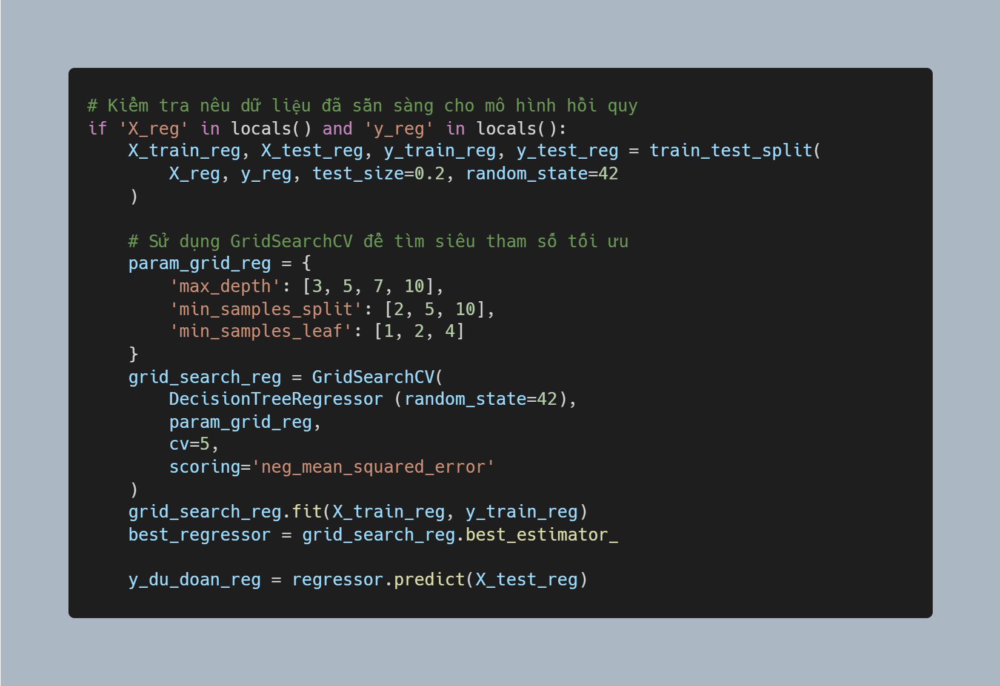 # Kiểm tra nêu dữ liệu đã sẵn sàng cho mô hình hồi quy
if 'X_reg' in locals() and 'y_reg' in locals():
    X_train_reg, X_test_reg, y_train_reg, y_test_reg = train_test_split(
        X_reg, y_reg, test_size=0.2, random_state=42
    )

    # Sử dụng GridSearchCV để tìm siêu tham số tối ưu
    param_grid_reg = {
        'max_depth': [3, 5, 7, 10],
        'min_samples_split': [2, 5, 10],
        'min_samples_leaf': [1, 2, 4]
    }
    grid_search_reg = GridSearchCV(
        DecisionTreeRegressor (random_state=42),
        param_grid_reg,
        cv=5,
        scoring='neg_mean_squared_error'
    )
    grid_search_reg.fit(X_train_reg, y_train_reg)
    best_regressor = grid_search_reg.best_estimator_

    y_du_doan_reg = regressor.predict(X_test_reg)